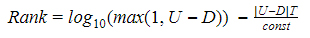 Rank = log₁₀(max(1, U − D)) − |U−D|T / const